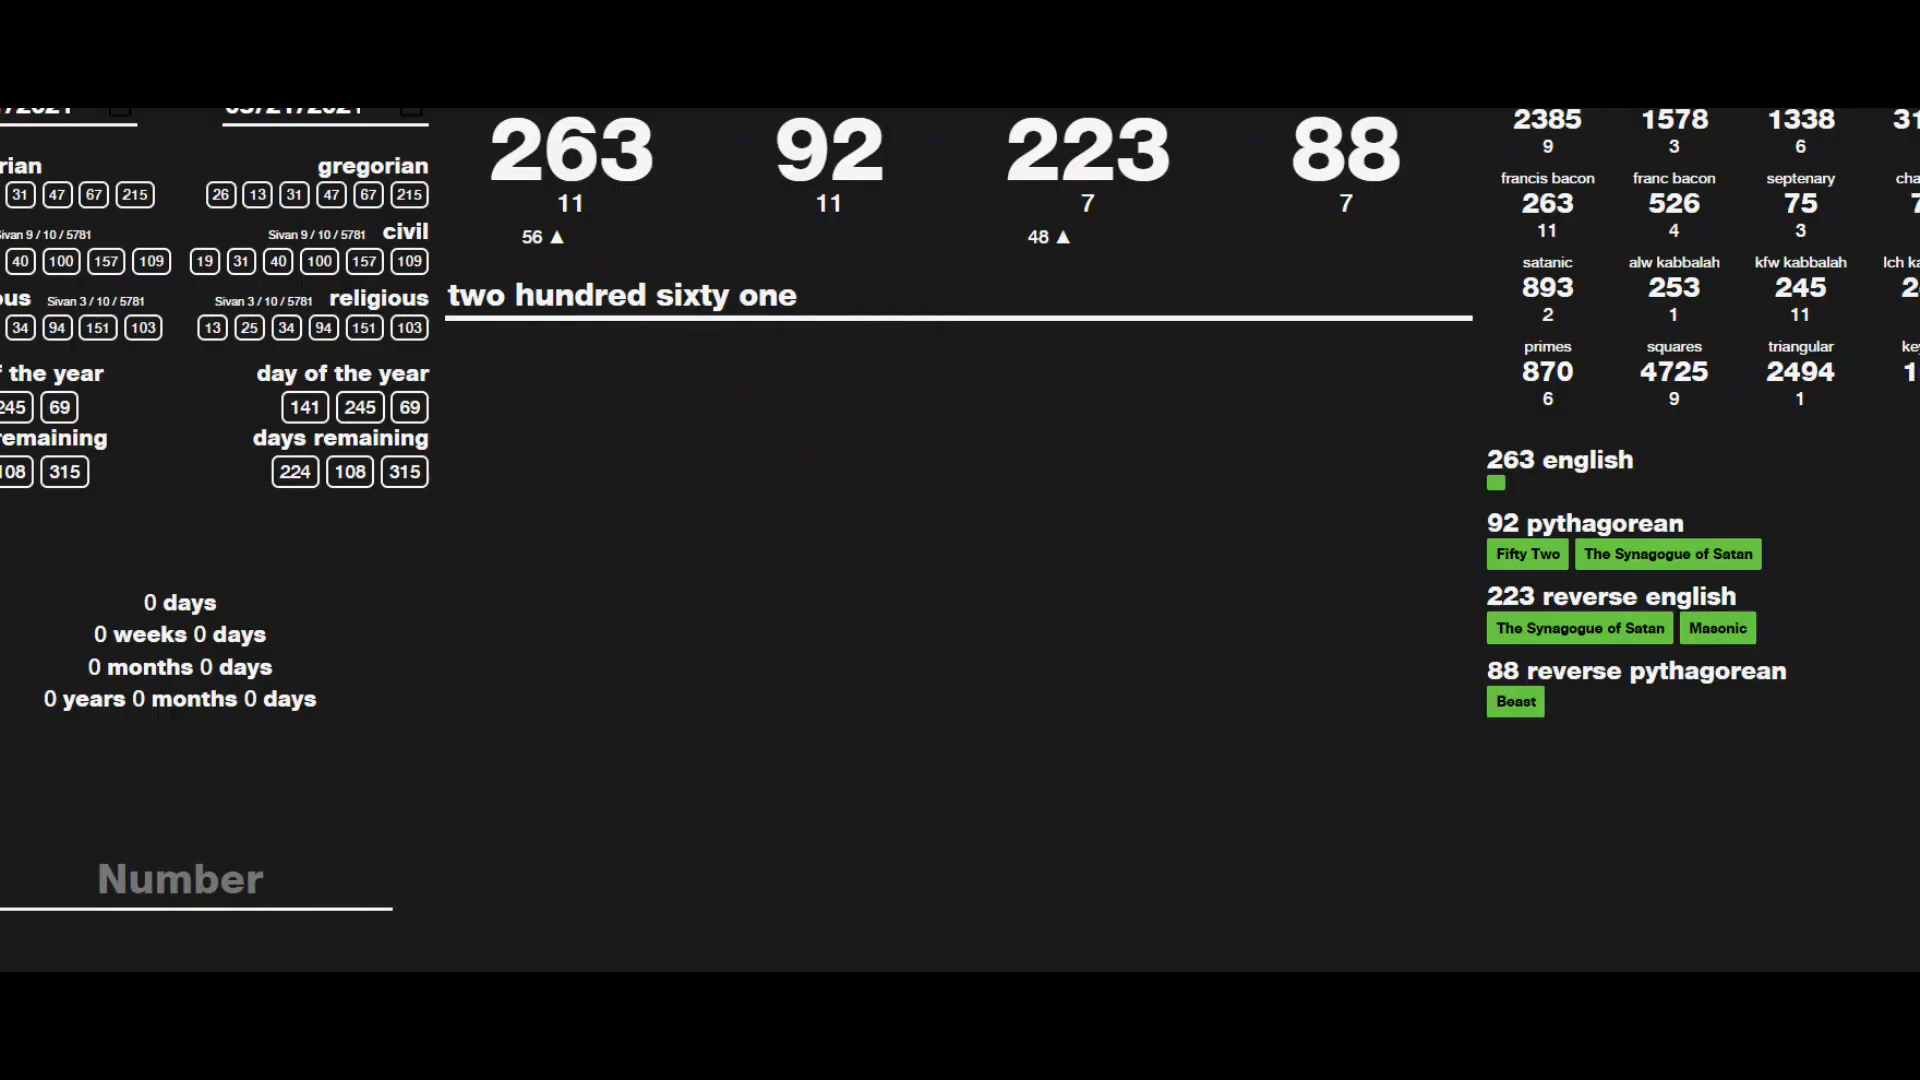 263 92 223 88
11 11 7 7
56 ▲ 48 ▲
two hundred sixty one
gregorian
31 47 67 215
26 13 31 47 67 215
Sivan 9 / 10 / 5781 civil
40 100 157 109
19 31 40 100 157 109
Sivan 3 / 10 / 5781
Sivan 3 / 10 / 5781 religious
34 94 151 103
13 25 34 94 151 103
the year
day of the year
245 69
141 245 69
remaining
days remaining
108 315
224 108 315
0 days
0 weeks 0 days
0 months 0 days
0 years 0 months 0 days
Number
2385 1578 1338
9 3 6
francis bacon franc bacon septenary
263 526 75
11 4 3
satanic alw kabbalah kfw kabbalah
893 253 245
2 1 11
primes squares triangular
870 4725 2494
6 9 1
263 english
92 pythagorean
Fifty Two The Synagogue of Satan
223 reverse english
The Synagogue of Satan Masonic
88 reverse pythagorean
Beast